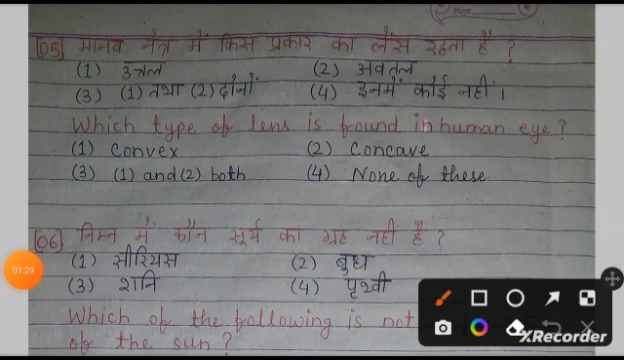 [05] मानव नेत्र में किस प्रकार का लेंस रहता है ?
(1) उत्तल (2) अवतल
(3) (1) तथा (2) दोनों (4) इनमें कोई नहीं।
Which type of lens is found in human eye?
(1) Convex (2) Concave
(3) (1) and (2) both (4) None of these
[06] निम्न में कौन सूर्य का ग्रह नहीं है ?
(1) सीरियस (2) बुध
(3) शनि (4) पृथ्वी
01:29
Which of the following is not
of the sun ?
XRecorder